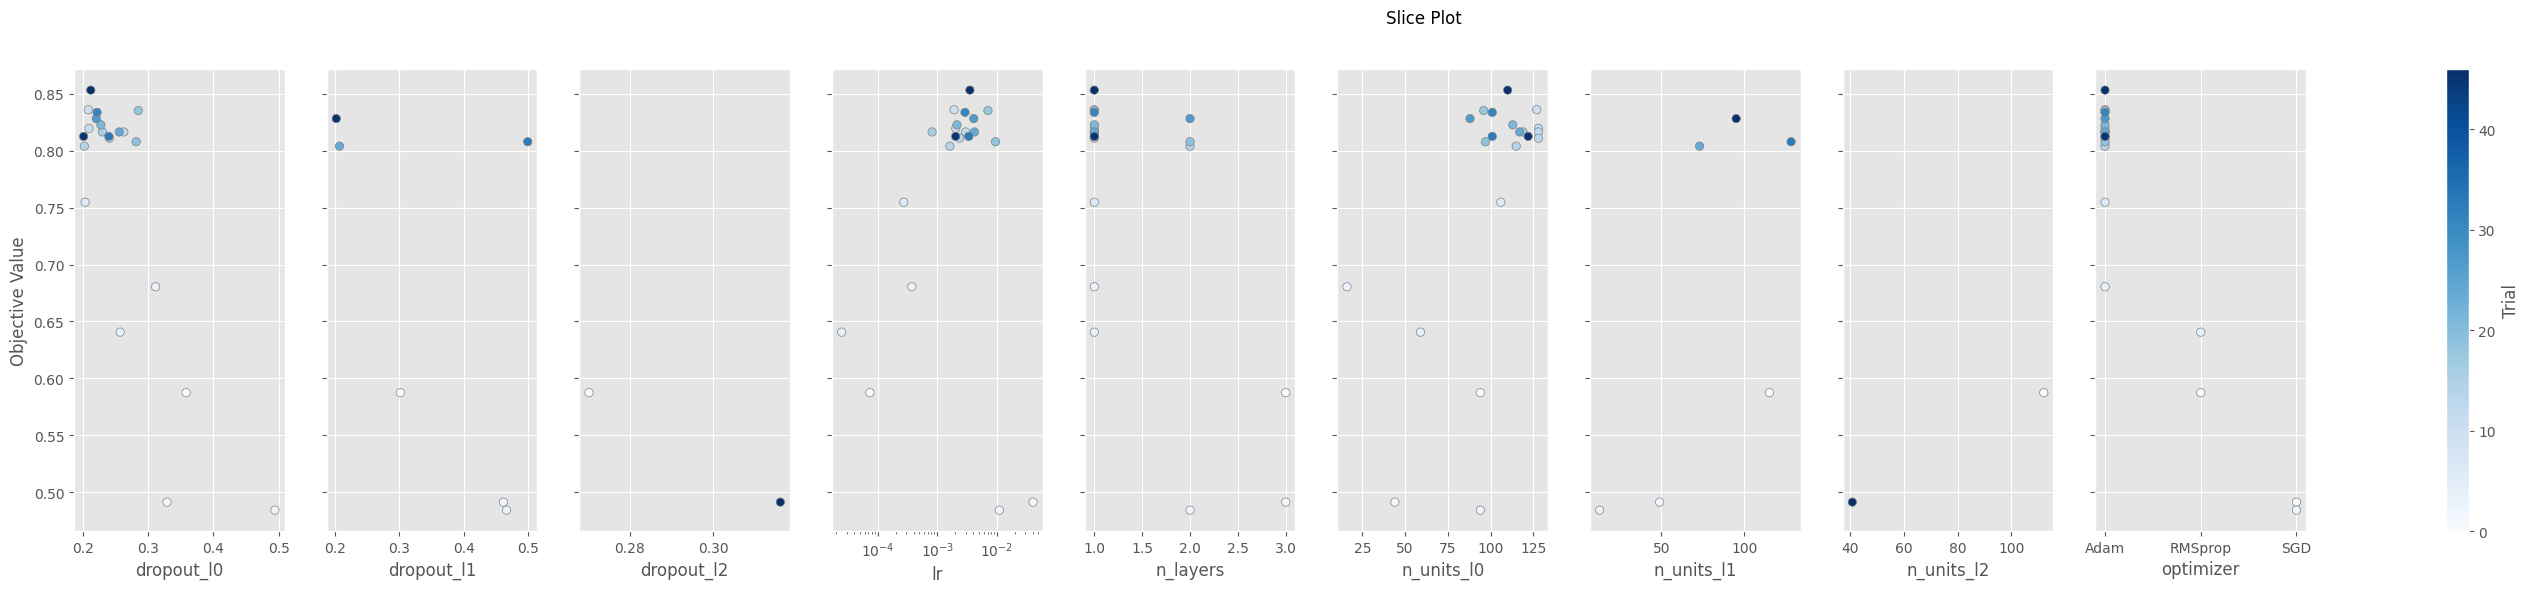 Slice Plot
Objective Value
0.85
0.80
0.75
0.70
0.65
0.60
0.55
0.50
0.2 0.3 0.4 0.5
dropout_l0
0.2 0.3 0.4 0.5
dropout_l1
0.28 0.30
dropout_l2
10⁻⁴ 10⁻³ 10⁻²
lr
1.0 1.5 2.0 2.5 3.0
n_layers
25 50 75 100 125
n_units_l0
50 100
n_units_l1
40 60 80 100
n_units_l2
Adam RMSprop SGD
optimizer
40
30
20
10
0
Trial